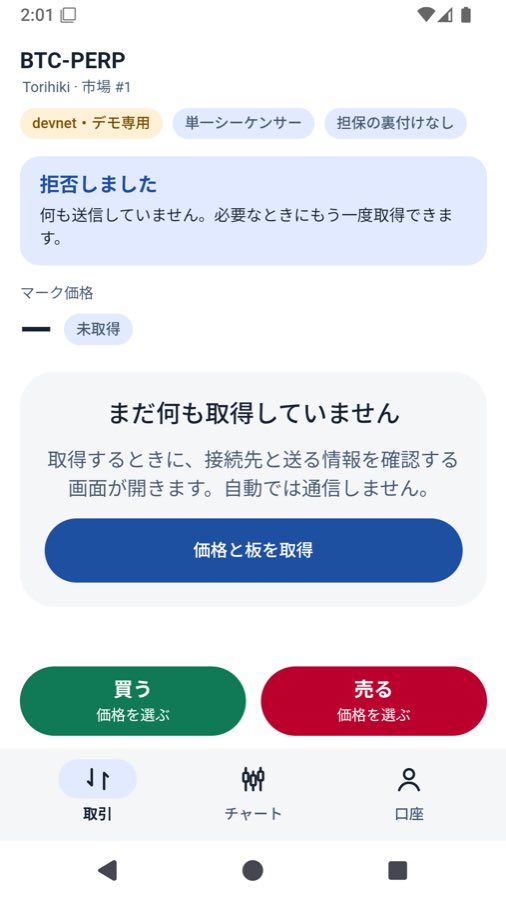 2:01
BTC-PERP
Torihiki · 市場 #1
devnet・デモ専用
単一シーケンサー
担保の裏付けなし
拒否しました
何も送信していません。必要なときにもう一度取得できま
す。
マーク価格
—
未取得
まだ何も取得していません
取得するときに、接続先と送る情報を確認する
画面が開きます。自動では通信しません。
価格と板を取得
買う
価格を選ぶ
売る
価格を選ぶ
取引
チャート
口座